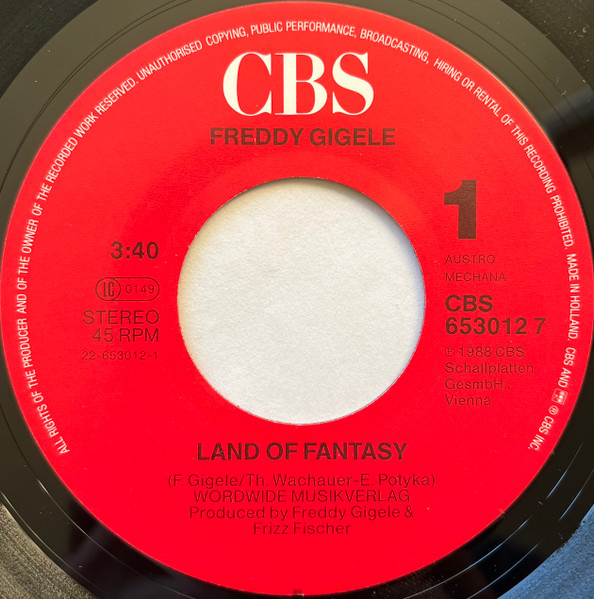 ALL RIGHTS OF THE PRODUCER AND OF THE OWNER OF THE RECORDED WORK RESERVED. UNAUTHORISED COPYING, PUBLIC PERFORMANCE, BROADCASTING, HIRING OR RENTAL OF THIS RECORDING PROHIBITED. MADE IN HOLLAND. CBS AND ® CBS INC.
CBS
FREDDY GIGELE
1
3:40
AUSTRO
MECHANA
LC 0149
STEREO
45 RPM
22-653012-1
CBS
653012 7
℗ 1988 CBS
Schallplatten
GesmbH.,
Vienna
LAND OF FANTASY
(F. Gigele/Th. Wachauer-E. Potyka)
WORDWIDE MUSIKVERLAG
Produced by Freddy Gigele &
Frizz Fischer